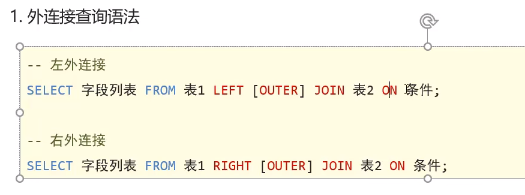 1. 外连接查询语法
-- 左外连接
SELECT 字段列表 FROM 表1 LEFT [OUTER] JOIN 表2 ON 条件;
-- 右外连接
SELECT 字段列表 FROM 表1 RIGHT [OUTER] JOIN 表2 ON 条件;